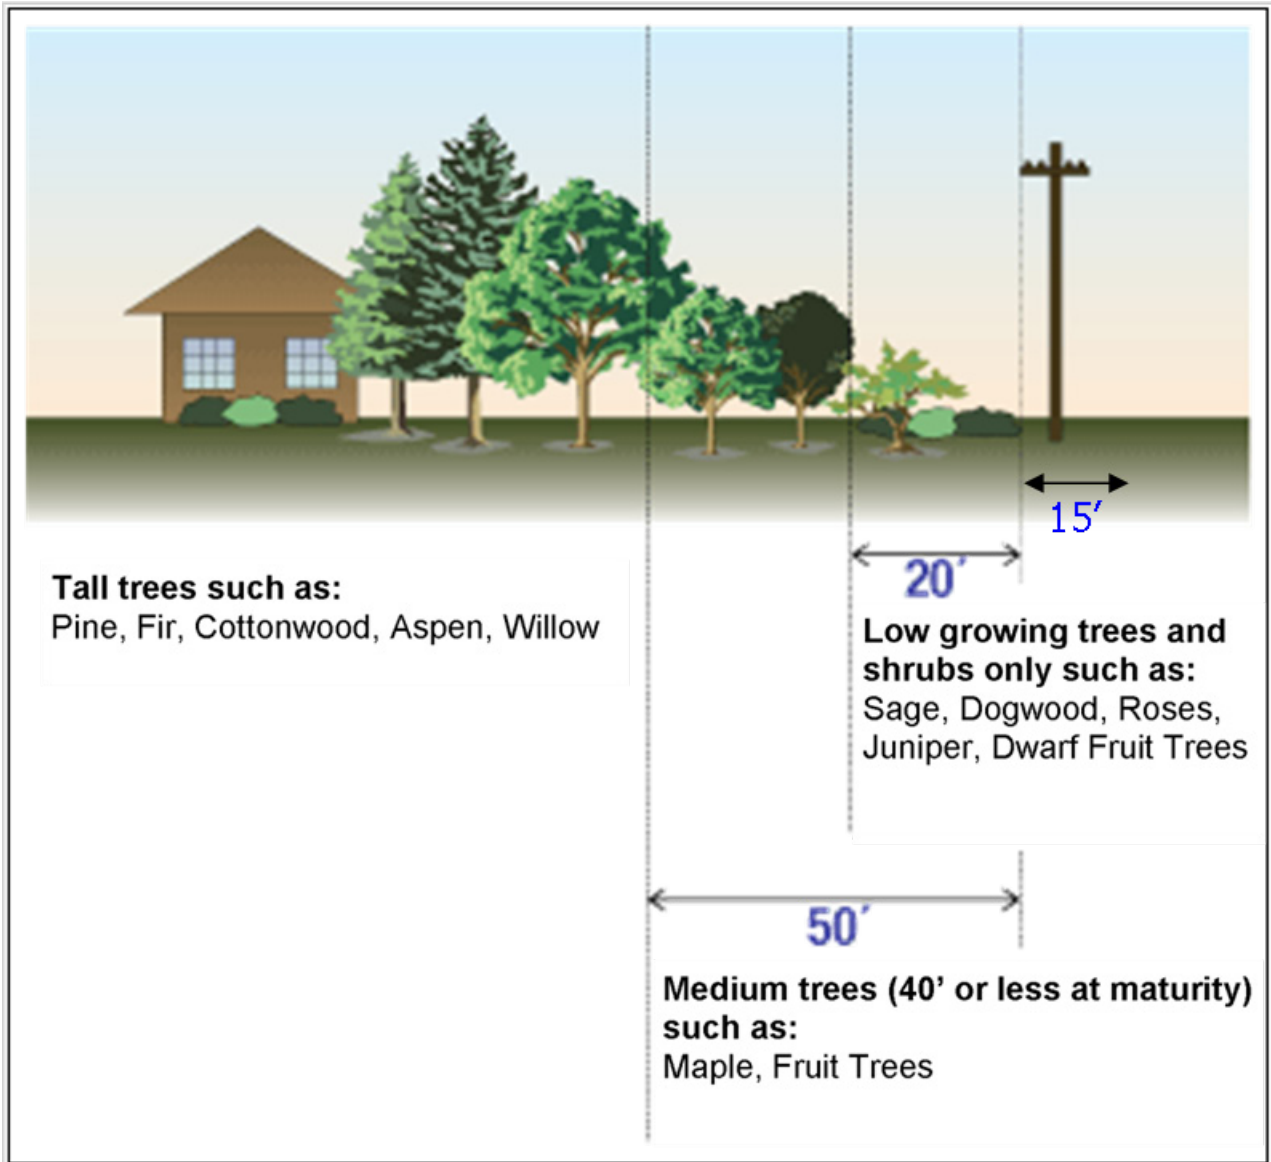 15′
20′
Tall trees such as:
Pine, Fir, Cottonwood, Aspen, Willow
Low growing trees and
shrubs only such as:
Sage, Dogwood, Roses,
Juniper, Dwarf Fruit Trees
50′
Medium trees (40’ or less at maturity)
such as:
Maple, Fruit Trees